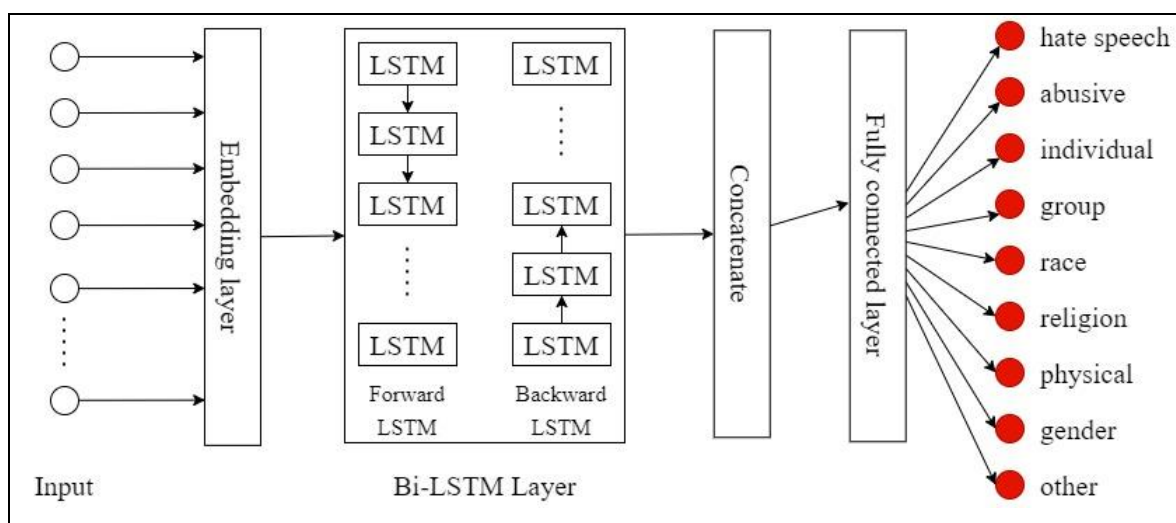 Input
Embedding layer
LSTM
LSTM
LSTM
LSTM
Forward
LSTM
LSTM
LSTM
LSTM
LSTM
Backward
LSTM
Bi-LSTM Layer
Concatenate
Fully connected layer
hate speech
abusive
individual
group
race
religion
physical
gender
other